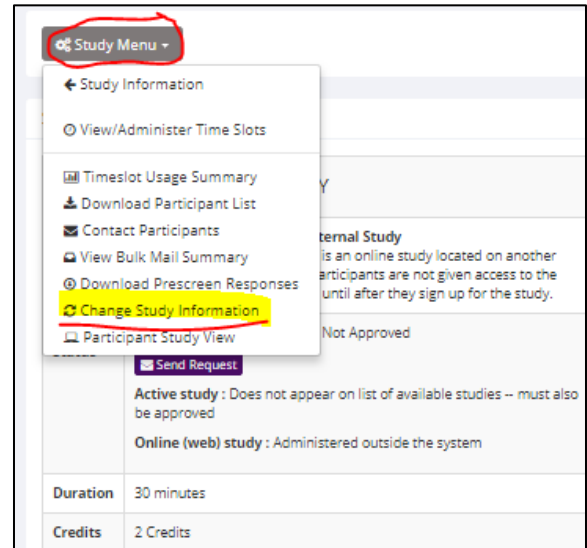 Study Menu
Study Information
View/Administer Time Slots
Timeslot Usage Summary
Y
Download Participant List
Contact Participants
ternal Study
View Bulk Mail Summary
is an online study located on another
articipants are not given access to the
Download Prescreen Responses
until after they sign up for the study.
Change Study Information
Participant Study View
Not Approved
Send Request
Active study : Does not appear on list of available studies -- must also
be approved
Online (web) study : Administered outside the system
Duration 30 minutes
Credits 2 Credits